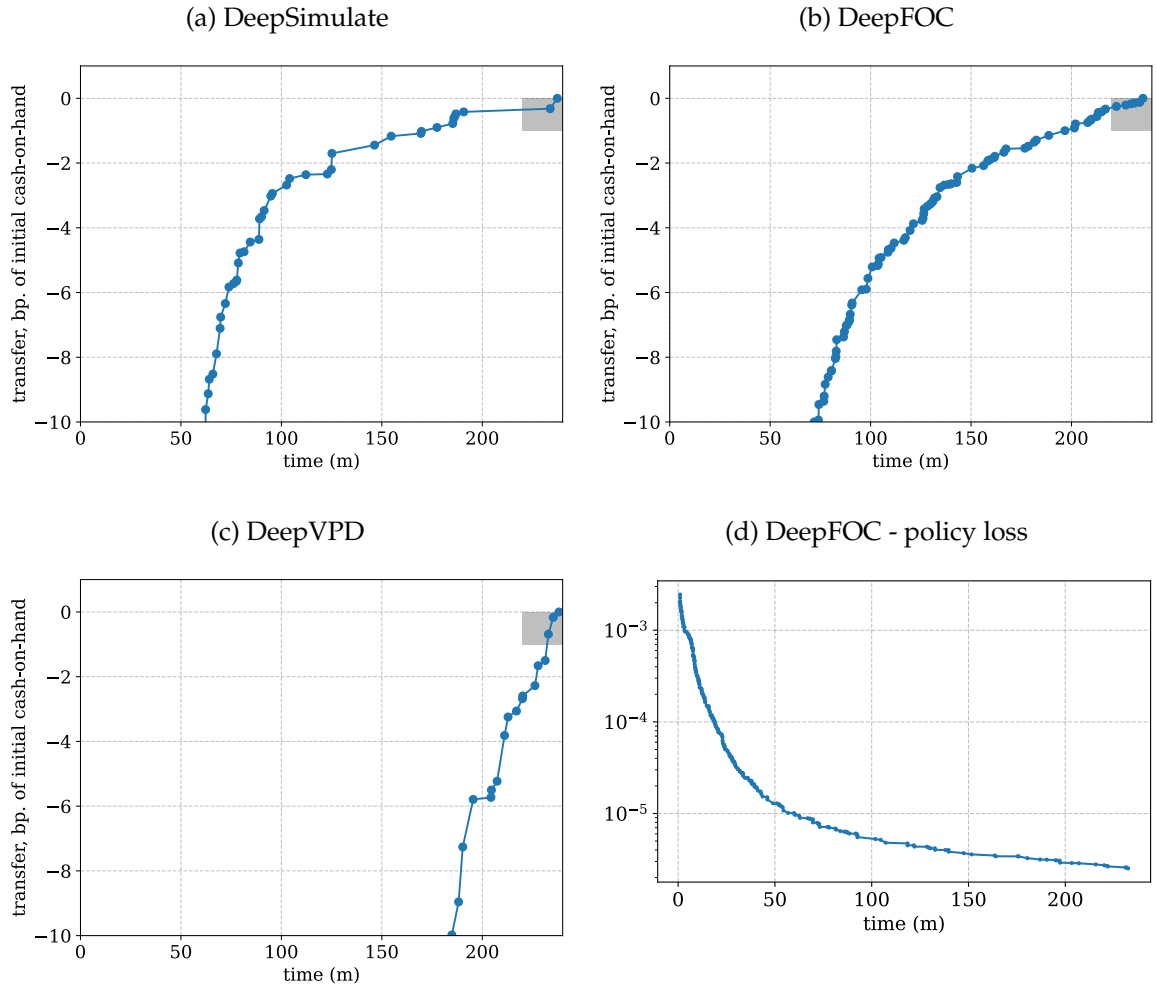 (a) DeepSimulate
transfer, bp. of initial cash-on-hand
0
−2
−4
−6
−8
−10
0 50 100 150 200
time (m)
(b) DeepFOC
transfer, bp. of initial cash-on-hand
0
−2
−4
−6
−8
−10
0 50 100 150 200
time (m)
(c) DeepVPD
transfer, bp. of initial cash-on-hand
0
−2
−4
−6
−8
−10
0 50 100 150 200
time (m)
(d) DeepFOC - policy loss
10⁻³
10⁻⁴
10⁻⁵
0 50 100 150 200
time (m)